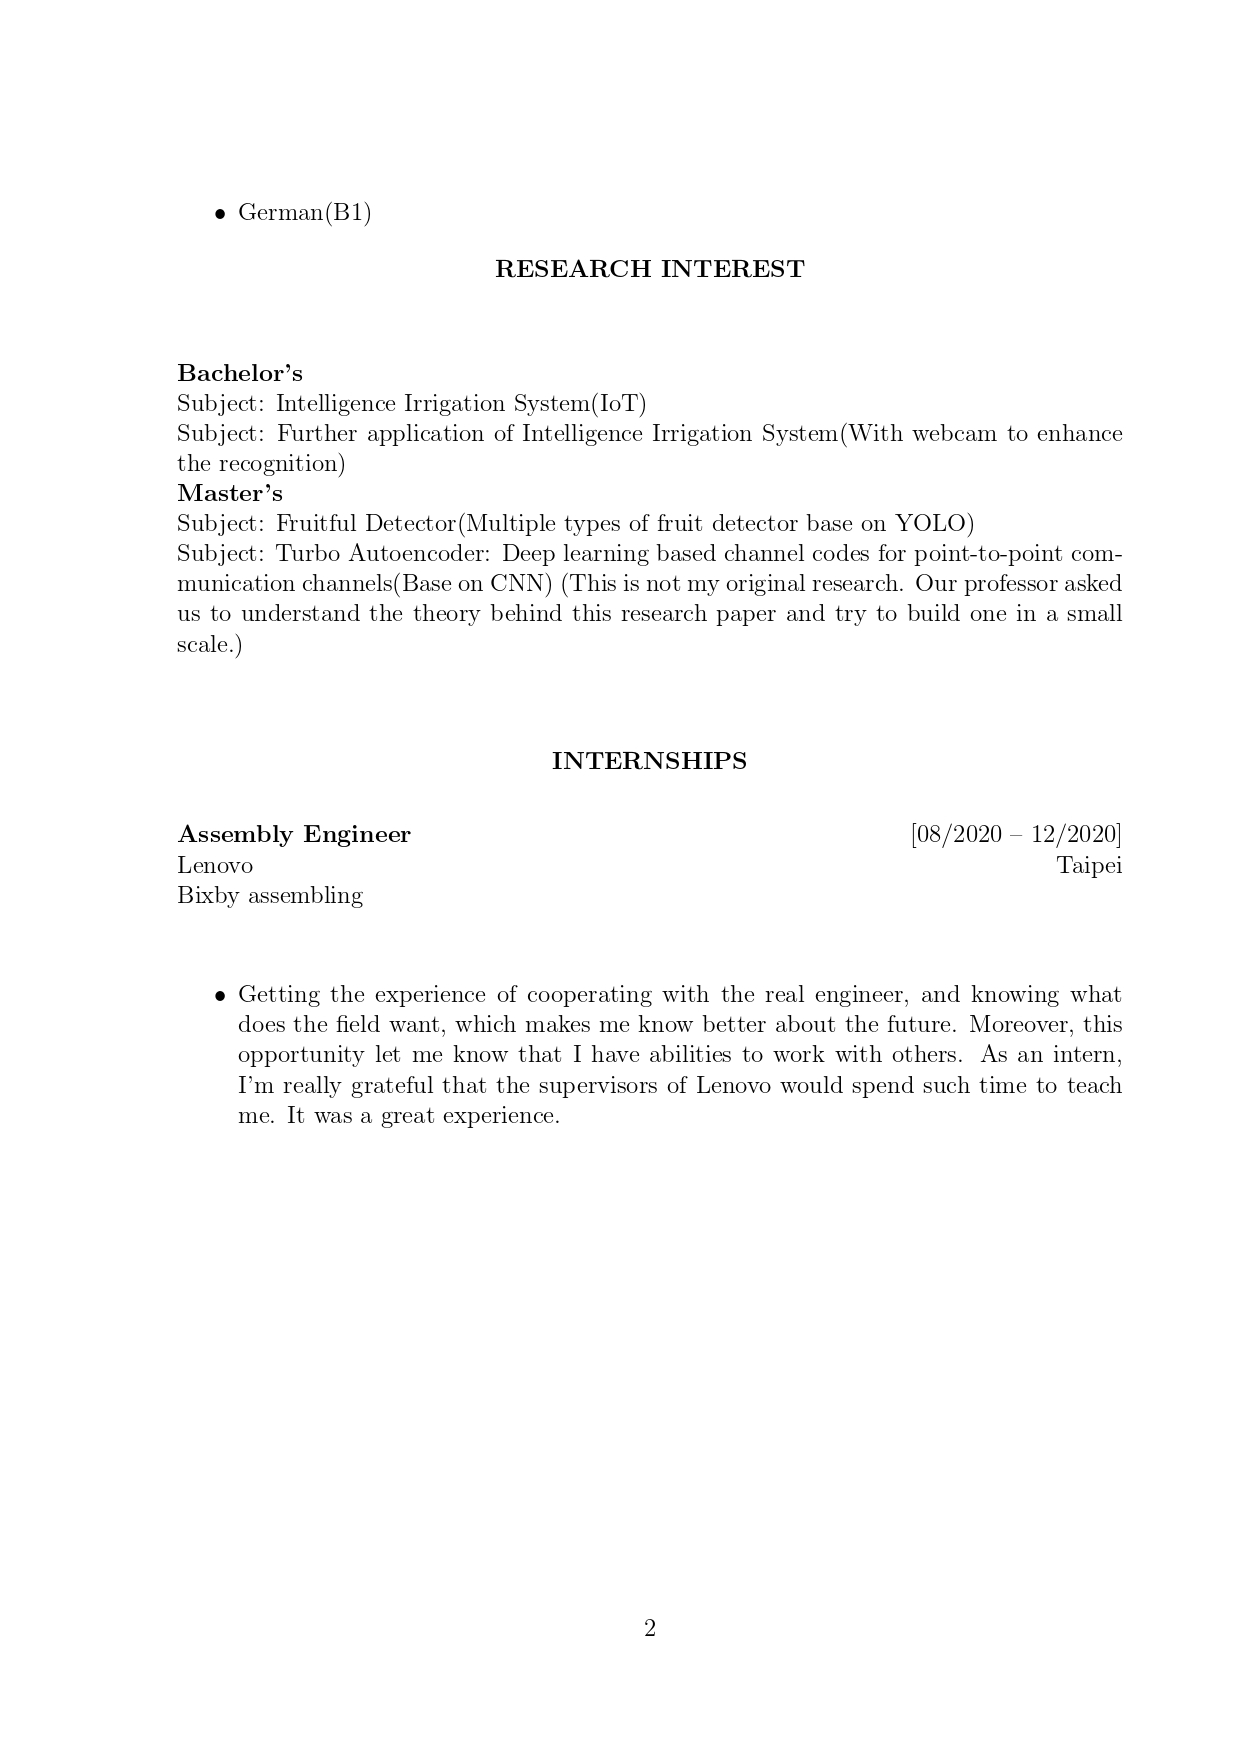 • German(B1)
RESEARCH INTEREST
Bachelor's
Subject: Intelligence Irrigation System(IoT)
Subject: Further application of Intelligence Irrigation System(With webcam to enhance
the recognition)
Master's
Subject: Fruitful Detector(Multiple types of fruit detector base on YOLO)
Subject: Turbo Autoencoder: Deep learning based channel codes for point-to-point com-
munication channels(Base on CNN) (This is not my original research. Our professor asked
us to understand the theory behind this research paper and try to build one in a small
scale.)
INTERNSHIPS
Assembly Engineer [08/2020 – 12/2020]
Lenovo Taipei
Bixby assembling
• Getting the experience of cooperating with the real engineer, and knowing what
does the field want, which makes me know better about the future. Moreover, this
opportunity let me know that I have abilities to work with others. As an intern,
I'm really grateful that the supervisors of Lenovo would spend such time to teach
me. It was a great experience.
2